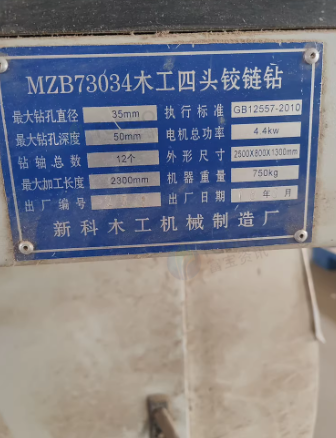 MZB73034木工四头铰链钻
最大钻孔直径 35mm 执行标准 GB12557-2010
最大钻孔深度 50mm 电机总功率 4.4kw
钻轴总数 12个 外形尺寸 2500X800X1300mm
最大加工长度 2300mm 机器重量 750kg
出厂编号 出厂日期 年 月
新科木工机械制造厂